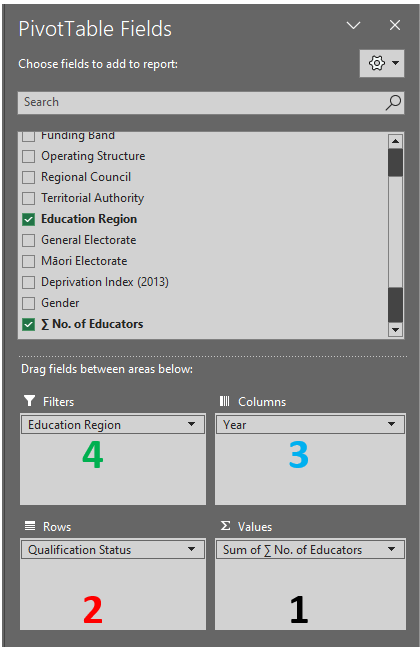 PivotTable Fields
Choose fields to add to report:
Search
Funding Band
Operating Structure
Regional Council
Territorial Authority
Education Region
General Electorate
Māori Electorate
Deprivation Index (2013)
Gender
∑ No. of Educators
Drag fields between areas below:
Filters
Education Region
4
Columns
Year
3
Rows
Qualification Status
2
Σ Values
Sum of ∑ No. of Educators
1